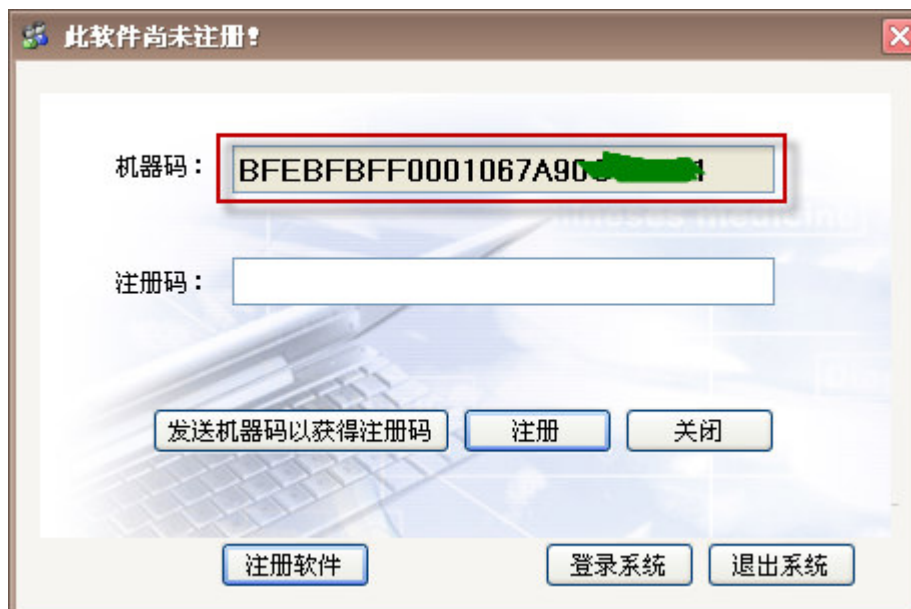 此软件尚未注册!
机器码：
BFEBFBFF0001067A90
注册码：
发送机器码以获得注册码
注册
关闭
注册软件
登录系统
退出系统